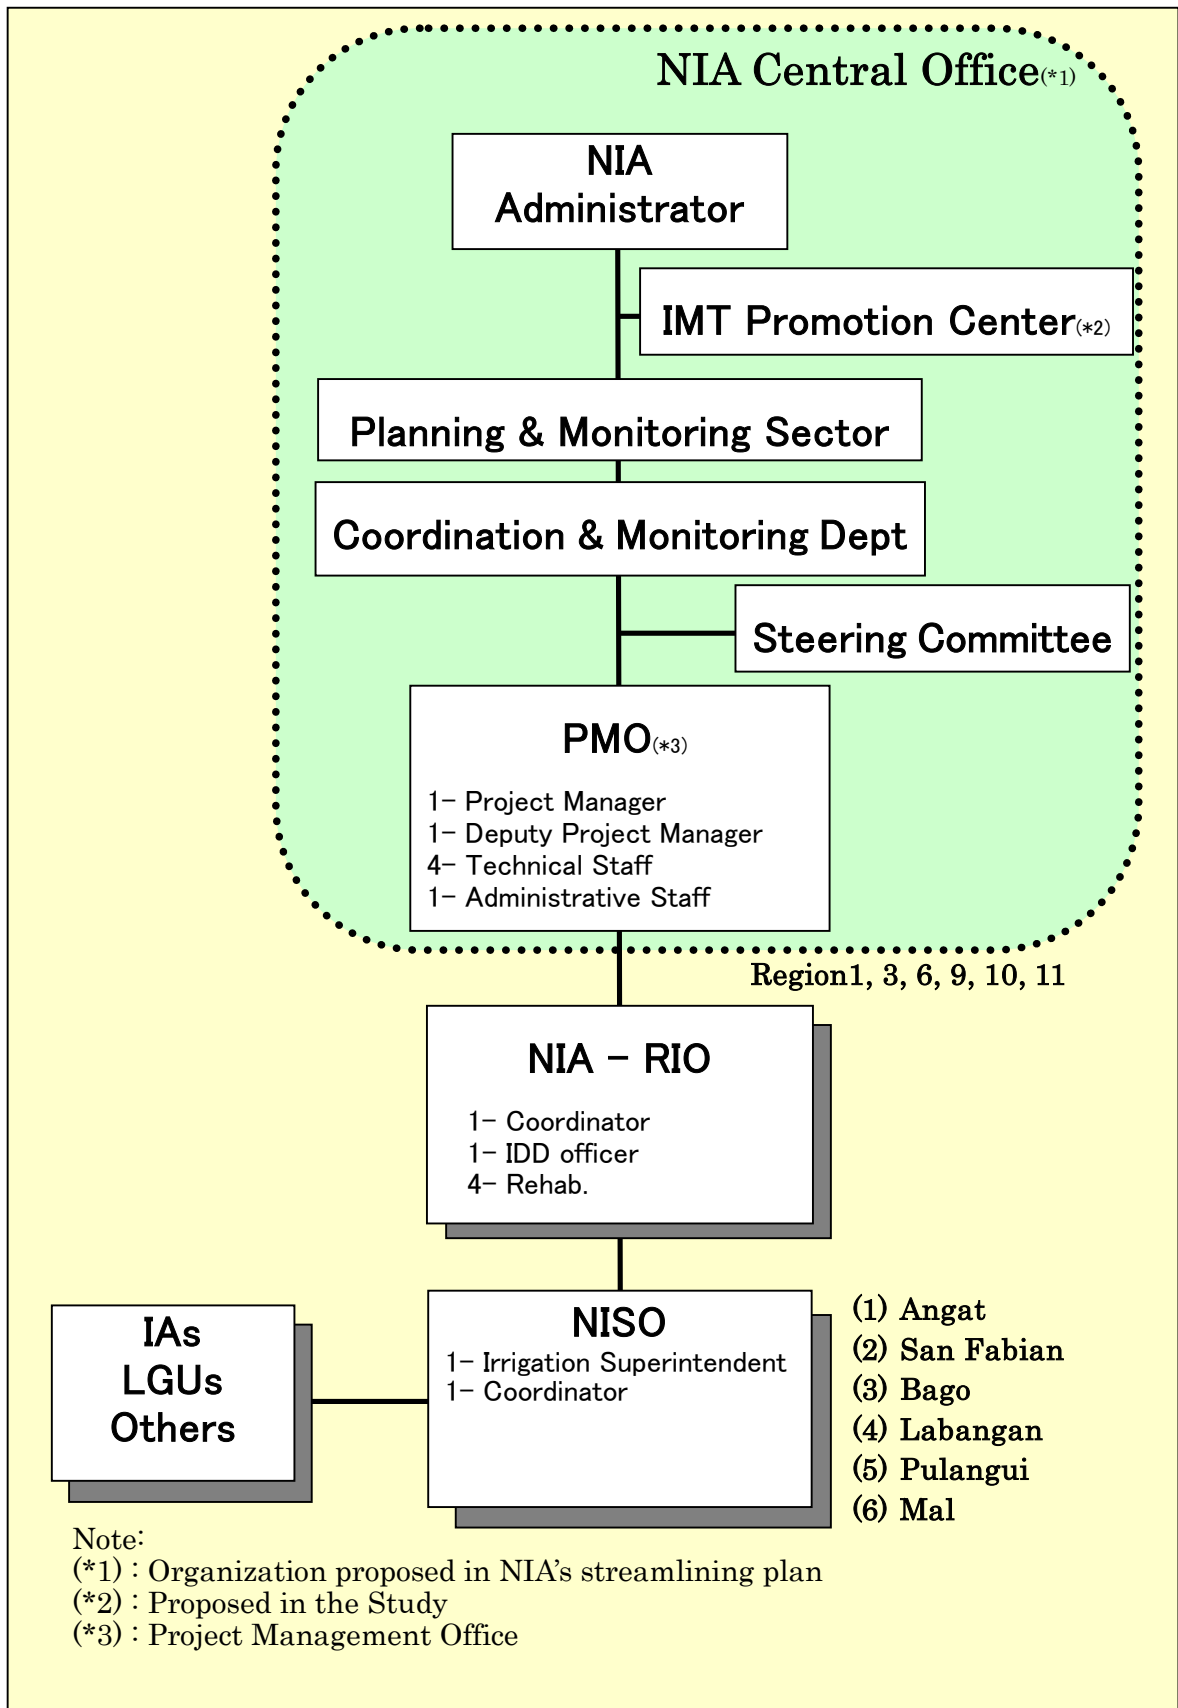 NIA Central Office(*1)
NIA
Administrator
IMT Promotion Center(*2)
Planning & Monitoring Sector
Coordination & Monitoring Dept
Steering Committee
PMO(*3)
1- Project Manager
1- Deputy Project Manager
4- Technical Staff
1- Administrative Staff
Region1, 3, 6, 9, 10, 11
NIA - RIO
1- Coordinator
1- IDD officer
4- Rehab.
IAs
LGUs
Others
NISO
1- Irrigation Superintendent
1- Coordinator
(1) Angat
(2) San Fabian
(3) Bago
(4) Labangan
(5) Pulangui
(6) Mal
Note:
(*1) : Organization proposed in NIA's streamlining plan
(*2) : Proposed in the Study
(*3) : Project Management Office